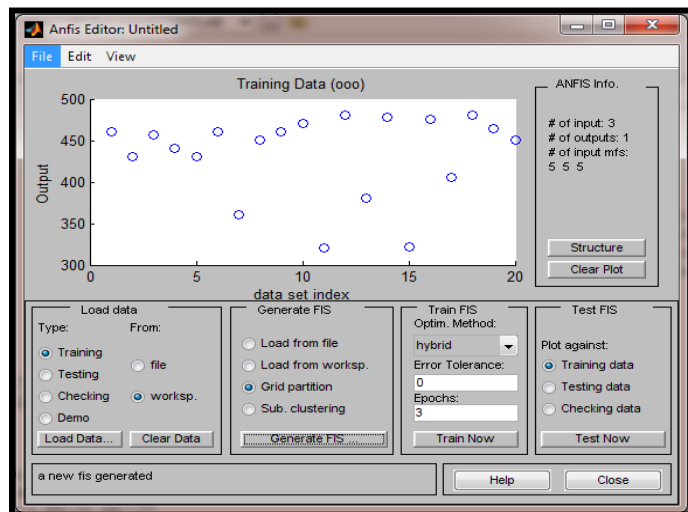 Anfis Editor: Untitled
File Edit View
Training Data (ooo)
500
450
400
350
300
Output
0 5 10 15 20
data set index
ANFIS Info.
# of input: 3
# of outputs: 1
# of input mfs:
5 5 5
Structure
Clear Plot
Load data
Type: From:
Training
Testing
Checking
Demo
file
worksp.
Load Data... Clear Data
Generate FIS
Load from file
Load from worksp.
Grid partition
Sub. clustering
Generate FIS ...
Train FIS
Optim. Method:
hybrid
Error Tolerance:
0
Epochs:
3
Train Now
Test FIS
Plot against:
Training data
Testing data
Checking data
Test Now
a new fis generated
Help Close